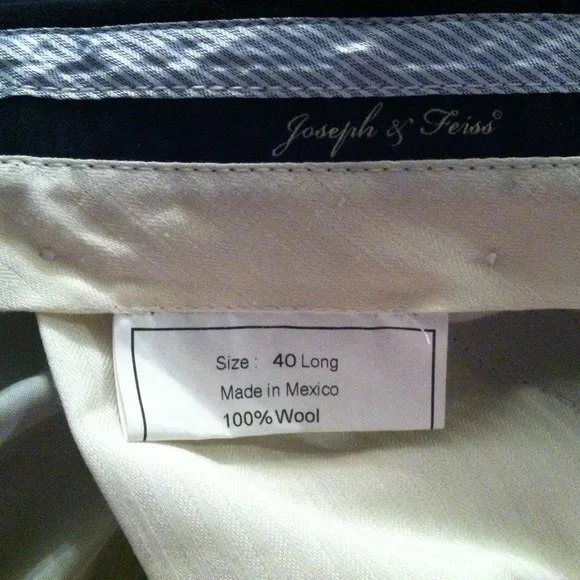 Joseph & Feiss®
Size: 40 Long
Made in Mexico
100% Wool